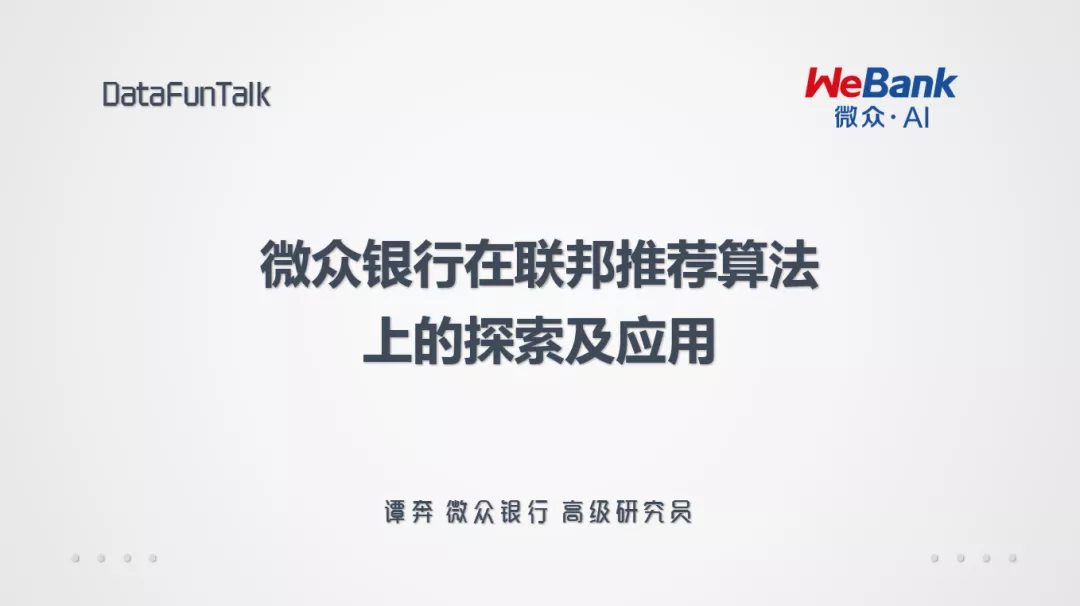 DataFunTalk
WeBank
微众·AI
微众银行在联邦推荐算法
上的探索及应用
谭奔 微众银行 高级研究员